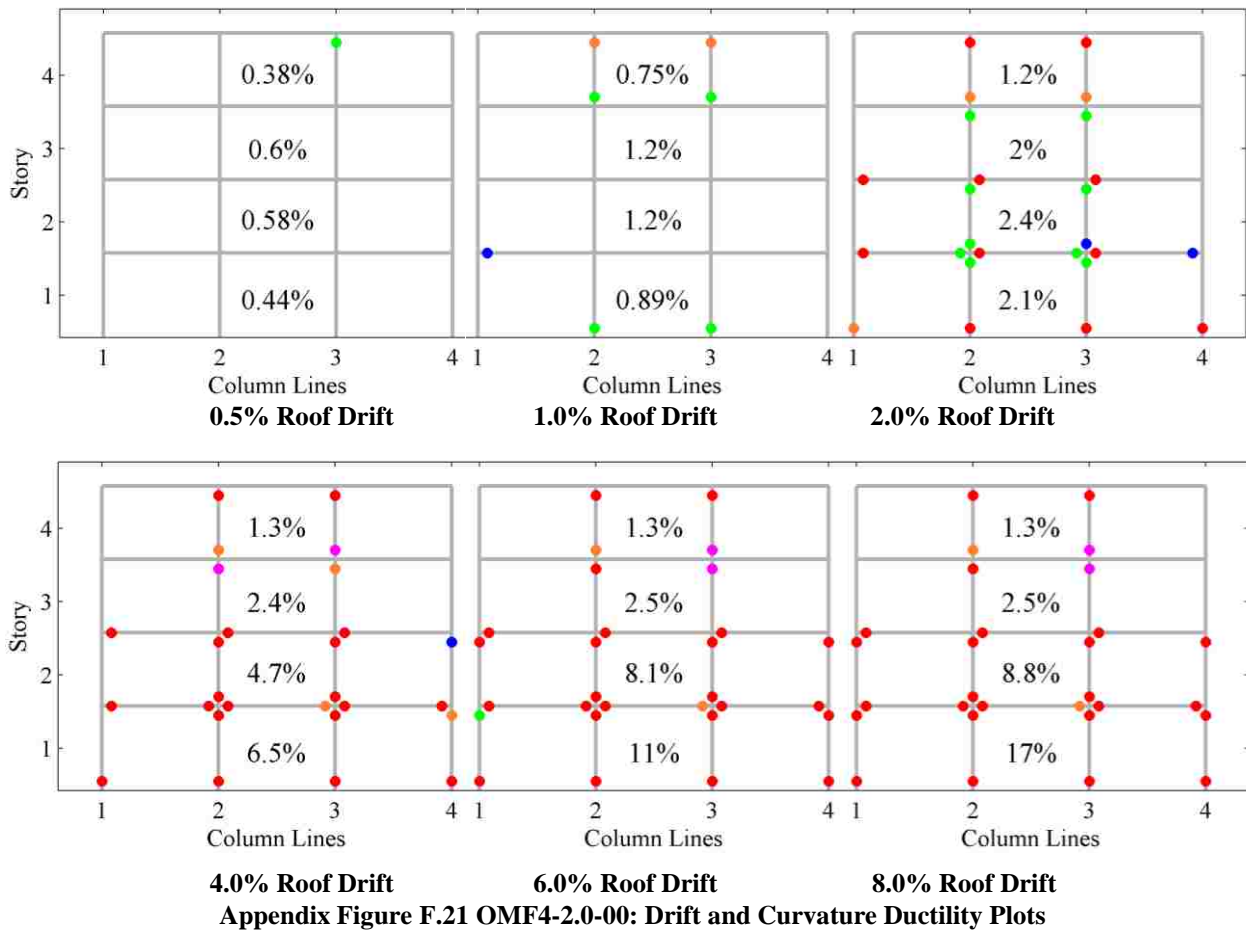 4 0.38% 0.75% 1.2%
3 0.6% 1.2% 2%
Story
2 0.58% 1.2% 2.4%
1 0.44% 0.89% 2.1%
1 2 3 4 1 2 3 4 1 2 3 4
Column Lines Column Lines Column Lines
0.5% Roof Drift 1.0% Roof Drift 2.0% Roof Drift
4 1.3% 1.3% 1.3%
3 2.4% 2.5% 2.5%
Story
2 4.7% 8.1% 8.8%
1 6.5% 11% 17%
1 2 3 4 1 2 3 4 1 2 3 4
Column Lines Column Lines Column Lines
4.0% Roof Drift 6.0% Roof Drift 8.0% Roof Drift
Appendix Figure F.21 OMF4-2.0-00: Drift and Curvature Ductility Plots